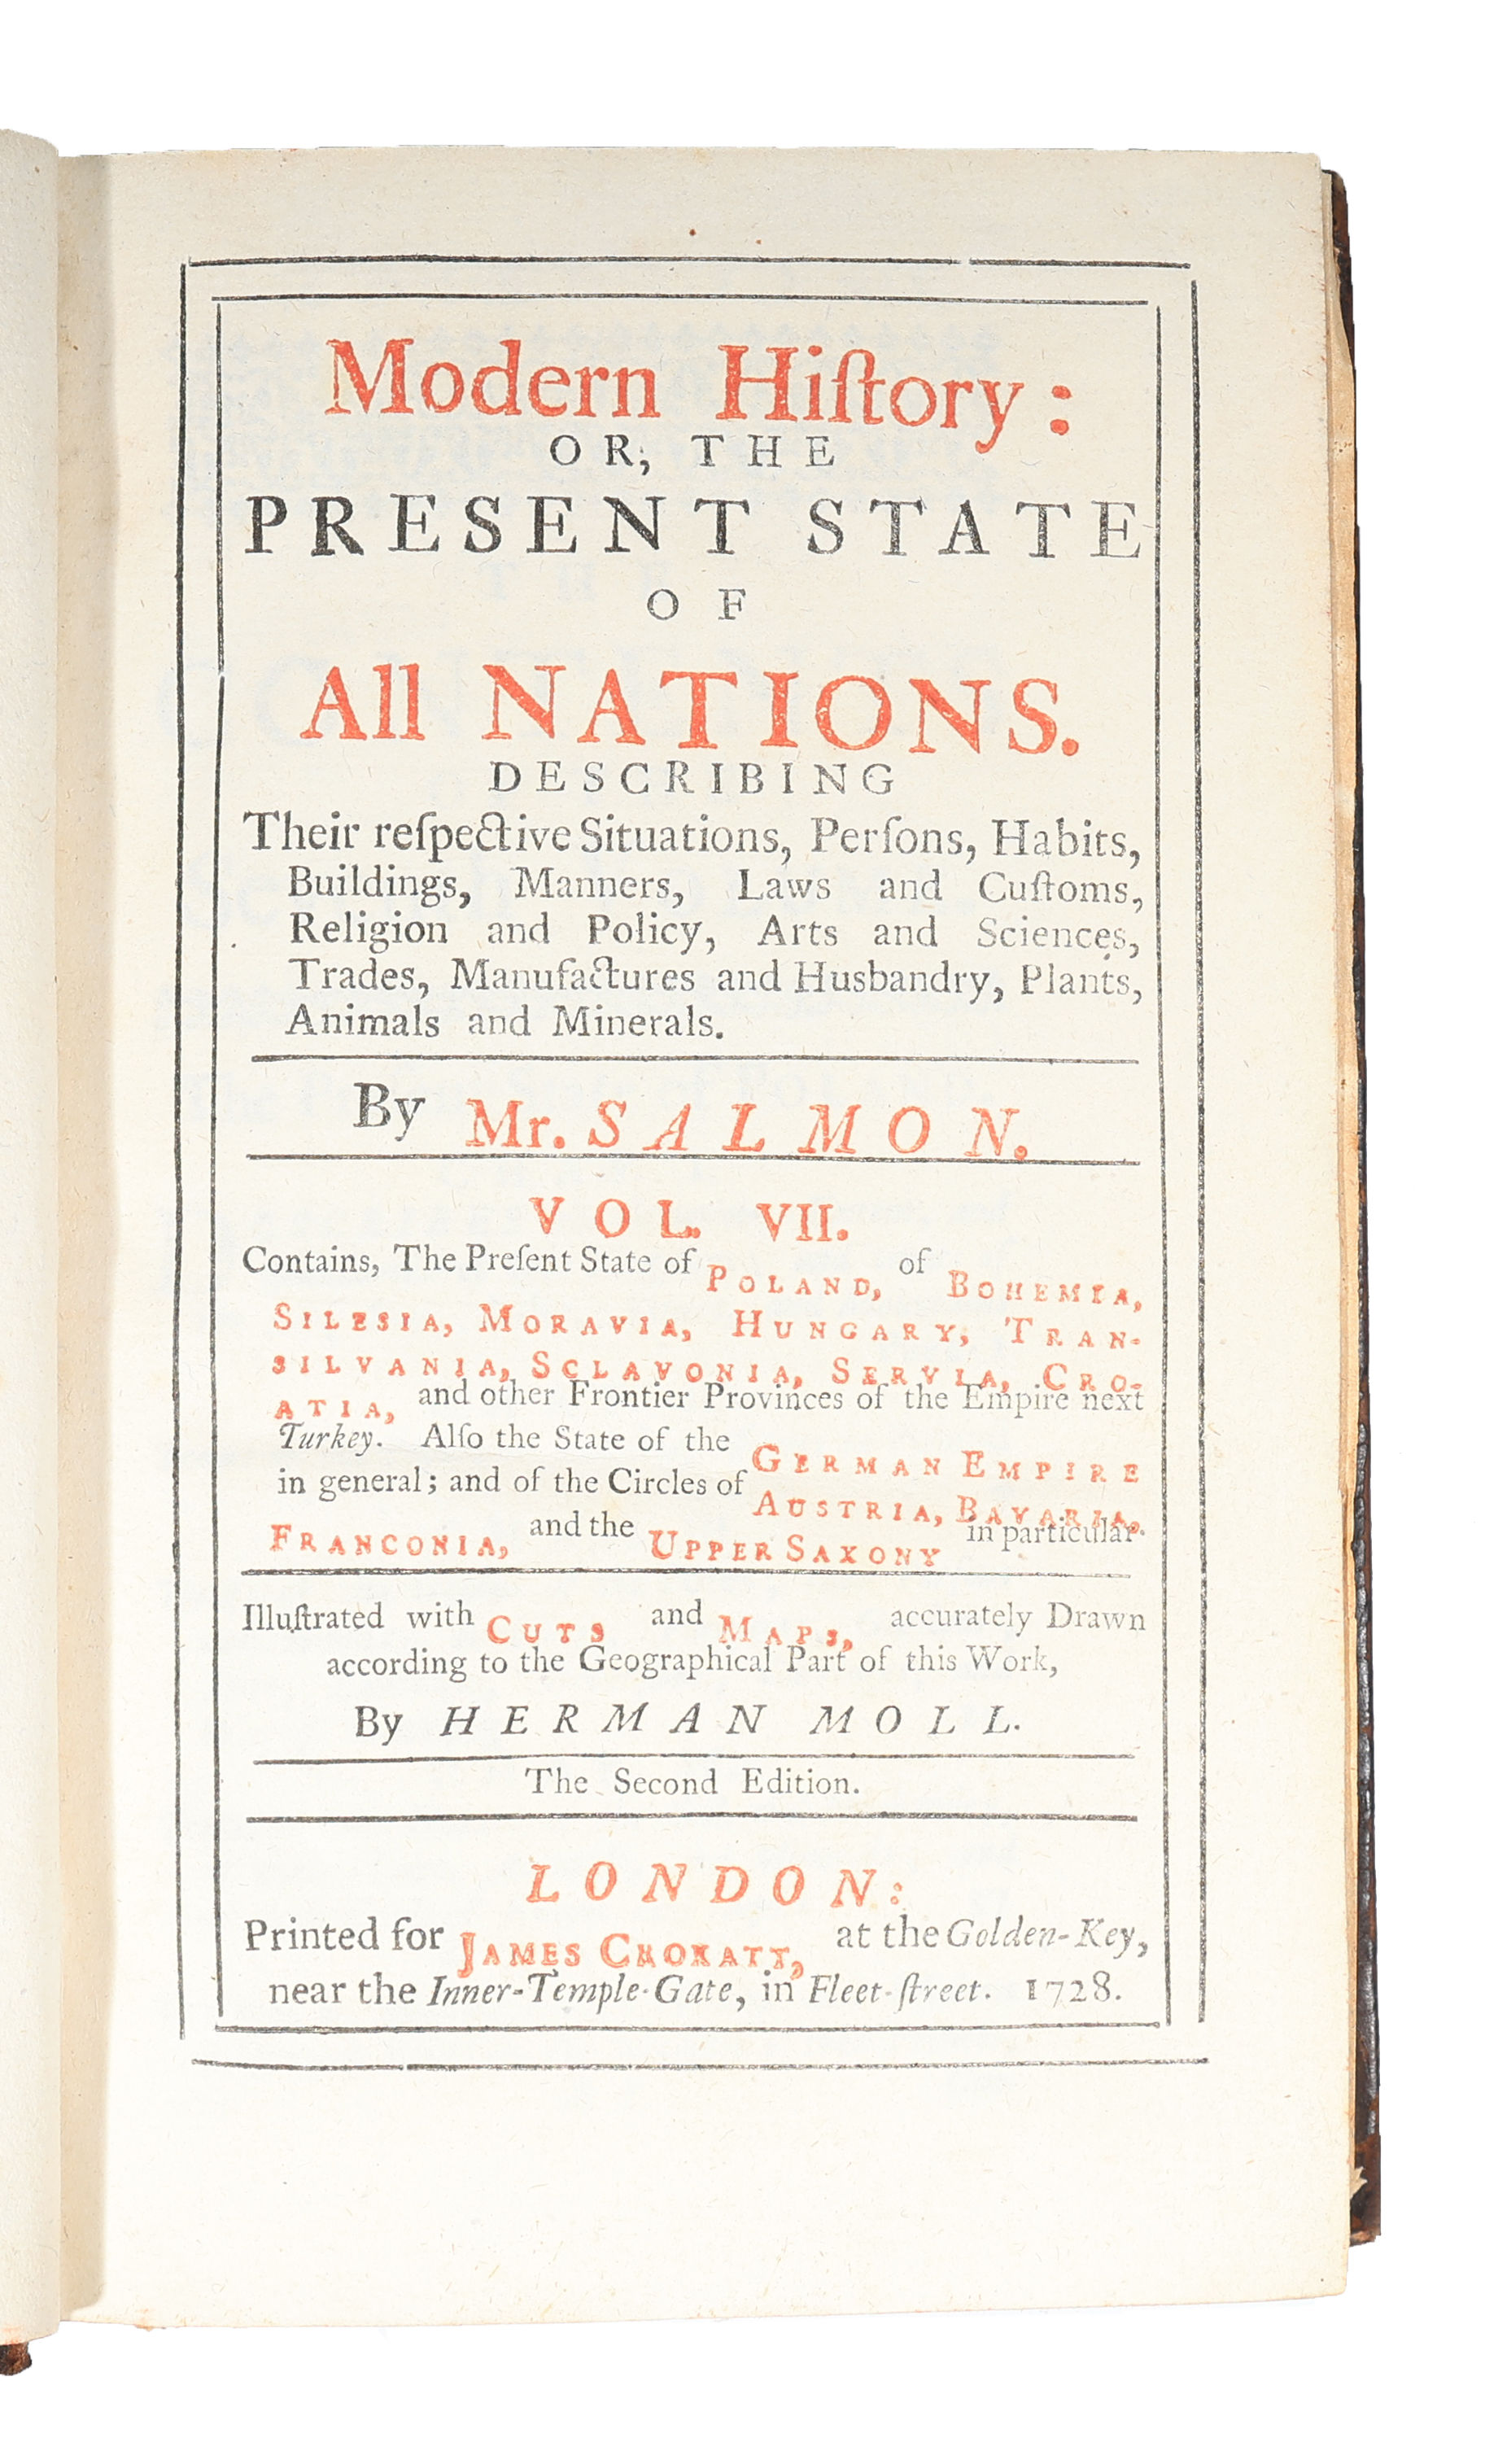 Modern Hiſtory:
OR, THE
PRESENT STATE
OF
All NATIONS.
DESCRIBING
Their reſpective Situations, Perſons, Habits,
Buildings, Manners, Laws and Cuſtoms,
Religion and Policy, Arts and Sciences,
Trades, Manufactures and Husbandry, Plants,
Animals and Minerals.
By Mr. SALMON.
VOL. VII.
Contains, The Preſent State of POLAND, of BOHEMIA,
SILESIA, MORAVIA, HUNGARY, TRAN-
SILVANIA, SCLAVONIA, SERVIA, CRO-
ATIA, and other Frontier Provinces of the Empire next
Turkey. Alſo the State of the GERMAN EMPIRE
in general; and of the Circles of AUSTRIA, BAVARIA,
FRANCONIA, and the UPPER SAXONY in particular.
Illuſtrated with CUTS and MAPS, accurately Drawn
according to the Geographical Part of this Work,
By HERMAN MOLL.
The Second Edition.
LONDON:
Printed for JAMES CROKATT, at the Golden-Key,
near the Inner-Temple-Gate, in Fleet-ſtreet. 1728.